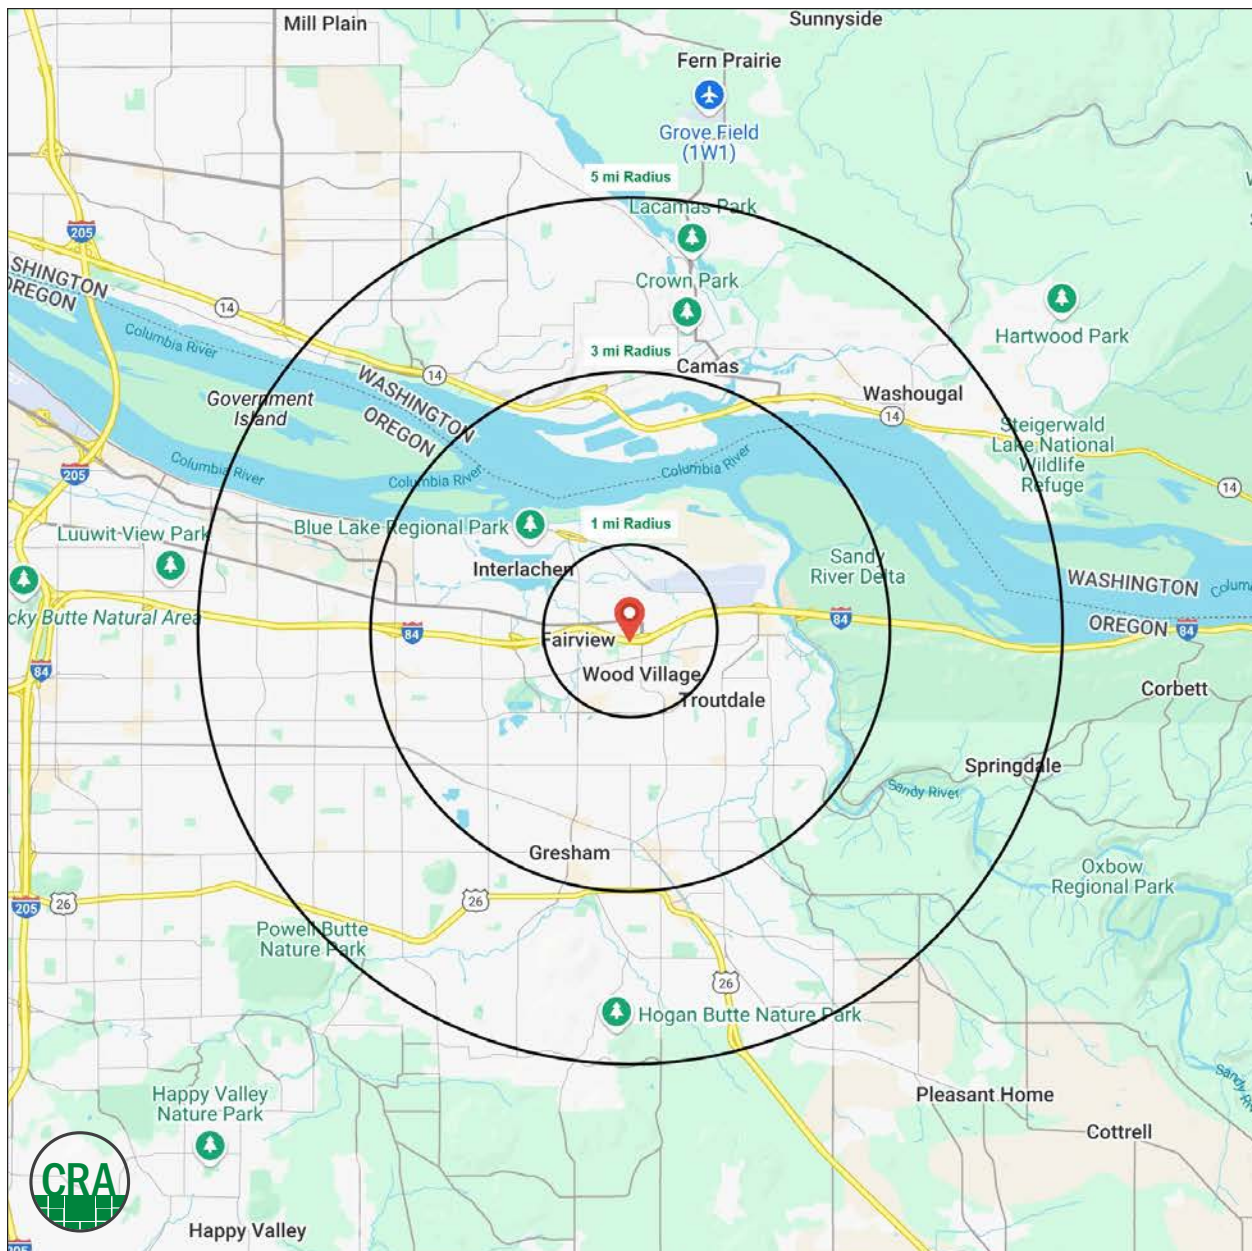 Mill Plain
Sunnyside
Fern Prairie
Grove Field
(1W1)
5 mi Radius
Lacamas Park
205
SHINGTON
OREGON
14
Columbia River
Crown Park
Hartwood Park
3 mi Radius
Camas
14
WASHINGTON
OREGON
Government
Island
Washougal
14
Steigerwald
Lake National
Wildlife
Refuge
14
205
Columbia River
Columbia River
Columbia River
Blue Lake Regional Park
1 mi Radius
Luuwit View Park
Interlachen
Sandy
River Delta
WASHINGTON
OREGON
Colum
cky Butte Natural Area
84
84
84
84
Fairview
Wood Village
Troutdale
Corbett
Springdale
Sandy River
Gresham
Oxbow
Regional Park
26
205
26
Powell Butte
Nature Park
26
Hogan Butte Nature Park
Happy Valley
Nature Park
Pleasant Home
Sandy Riv
Cottrell
CRA
Happy Valley
205